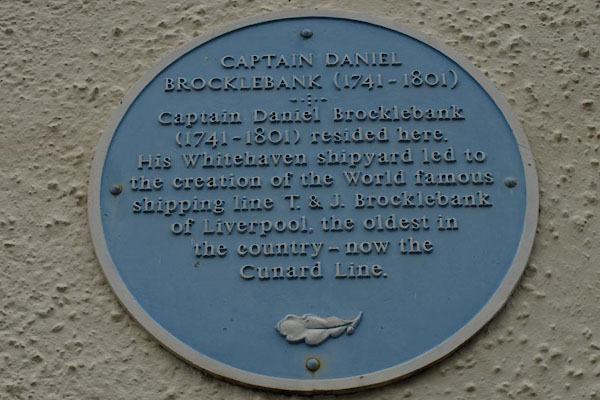 CAPTAIN DANIEL
BROCKLEBANK (1741-1801)
Captain Daniel Brocklebank
(1741-1801) resided here.
His Whitehaven shipyard led to
the creation of the World famous
shipping line T. & J. Brocklebank
of Liverpool, the oldest in
the country - now the
Cunard Line.